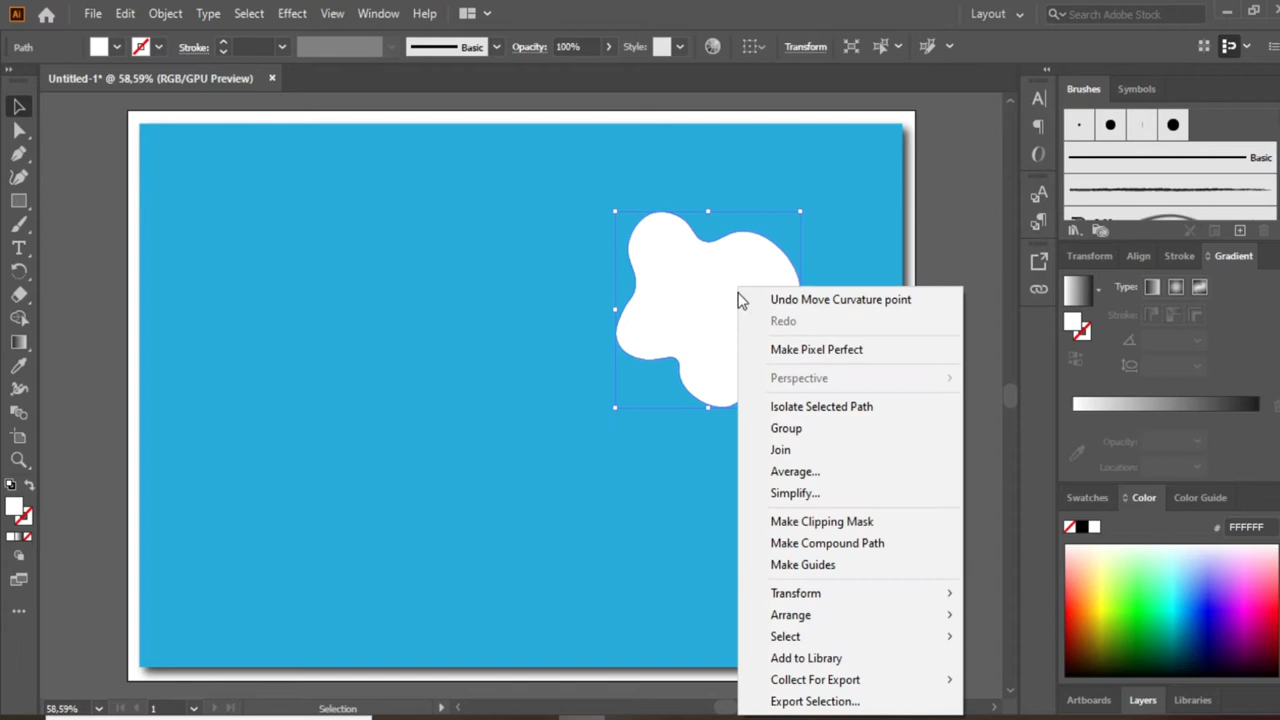 Ai File Edit Object Type Select Effect View Window Help Layout Search Adobe Stock
Path Stroke: Basic Opacity: 100% Style: Transform
Untitled-1* @ 58,59% (RGB/GPU Preview) ×
Brushes Symbols
Basic
Transform Align Stroke Gradient
Type:
Stroke:
Opacity:
Location:
Swatches Color Color Guide
# FFFFFF
Artboards Layers Libraries
Undo Move Curvature point
Redo
Make Pixel Perfect
Perspective
Isolate Selected Path
Group
Join
Average...
Simplify...
Make Clipping Mask
Make Compound Path
Make Guides
Transform
Arrange
Select
Add to Library
Collect For Export
Export Selection...
58,59% 1 Selection